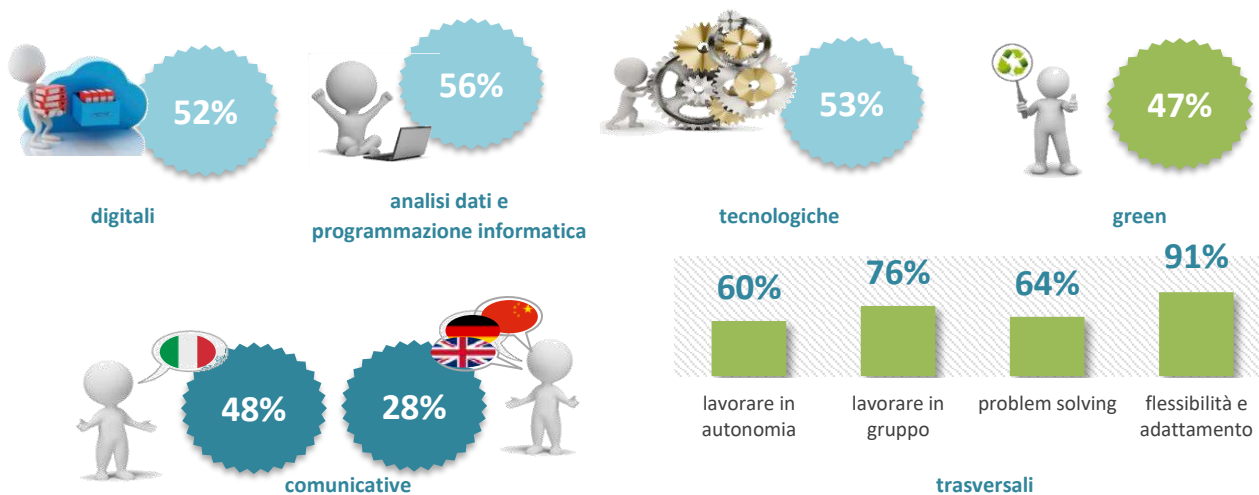 52%
56%
53%
47%
digitali
analisi dati e
programmazione informatica
tecnologiche
green
48%
28%
comunicative
60%
76%
64%
91%
lavorare in
autonomia
lavorare in
gruppo
problem solving
flessibilità e
adattamento
trasversali